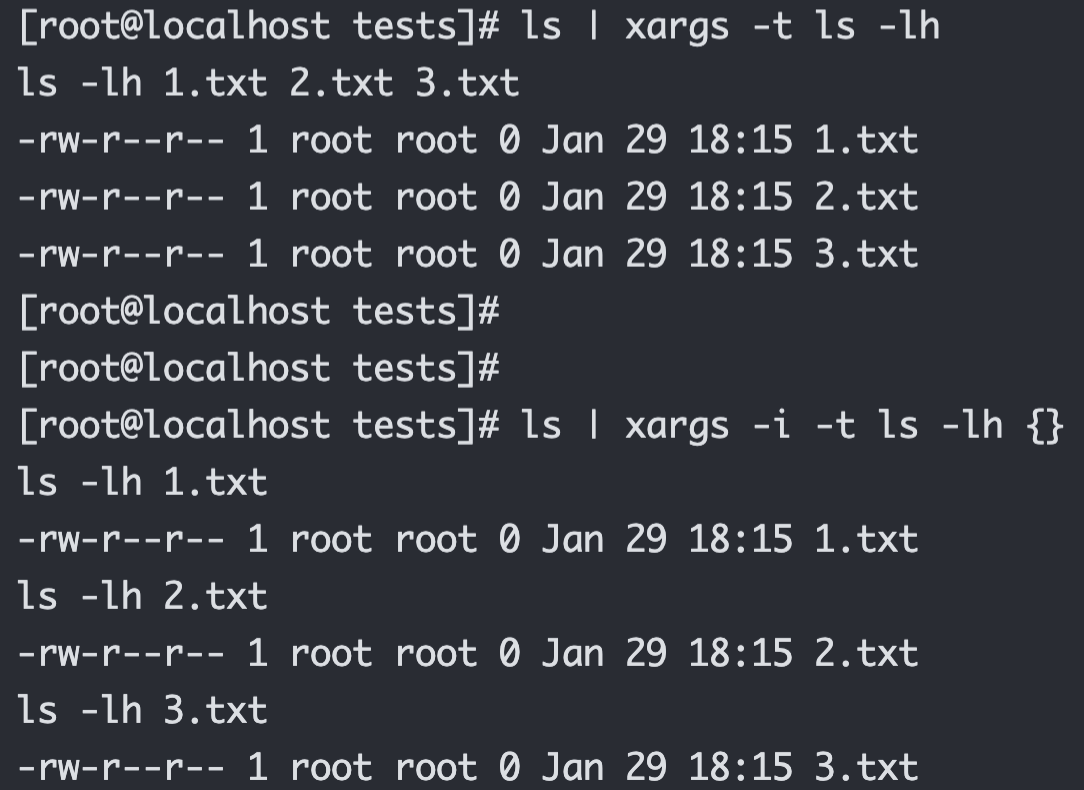 [root@localhost tests]# ls | xargs -t ls -lh
ls -lh 1.txt 2.txt 3.txt
-rw-r--r-- 1 root root 0 Jan 29 18:15 1.txt
-rw-r--r-- 1 root root 0 Jan 29 18:15 2.txt
-rw-r--r-- 1 root root 0 Jan 29 18:15 3.txt
[root@localhost tests]#
[root@localhost tests]#
[root@localhost tests]# ls | xargs -i -t ls -lh {}
ls -lh 1.txt
-rw-r--r-- 1 root root 0 Jan 29 18:15 1.txt
ls -lh 2.txt
-rw-r--r-- 1 root root 0 Jan 29 18:15 2.txt
ls -lh 3.txt
-rw-r--r-- 1 root root 0 Jan 29 18:15 3.txt